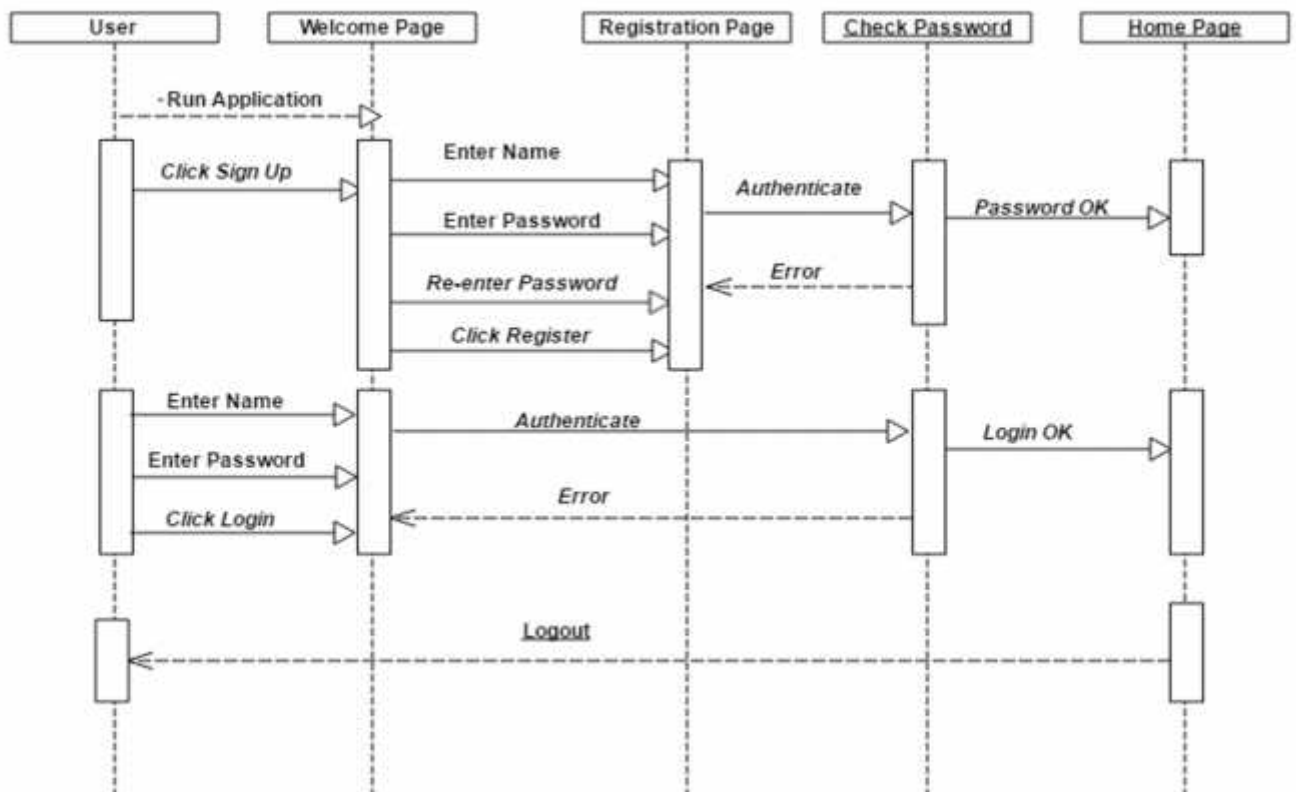 User
Welcome Page
Registration Page
Check Password
Home Page
-Run Application
Click Sign Up
Enter Name
Authenticate
Password OK
Enter Password
Error
Re-enter Password
Click Register
Enter Name
Authenticate
Login OK
Enter Password
Error
Click Login
Logout